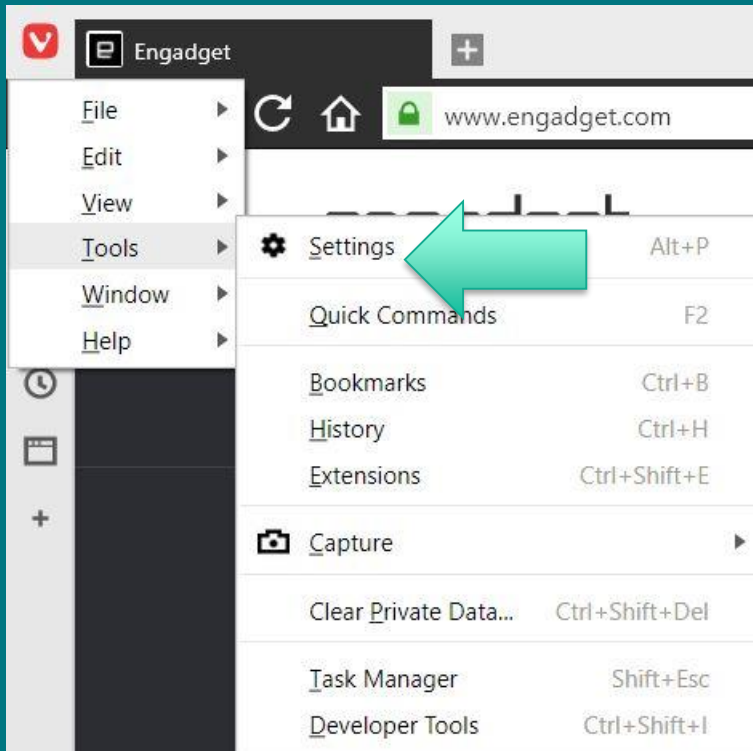 Engadget
www.engadget.com
File
Edit
View
Tools
Window
Help
Settings Alt+P
Quick Commands F2
Bookmarks Ctrl+B
History Ctrl+H
Extensions Ctrl+Shift+E
Capture
Clear Private Data... Ctrl+Shift+Del
Task Manager Shift+Esc
Developer Tools Ctrl+Shift+I